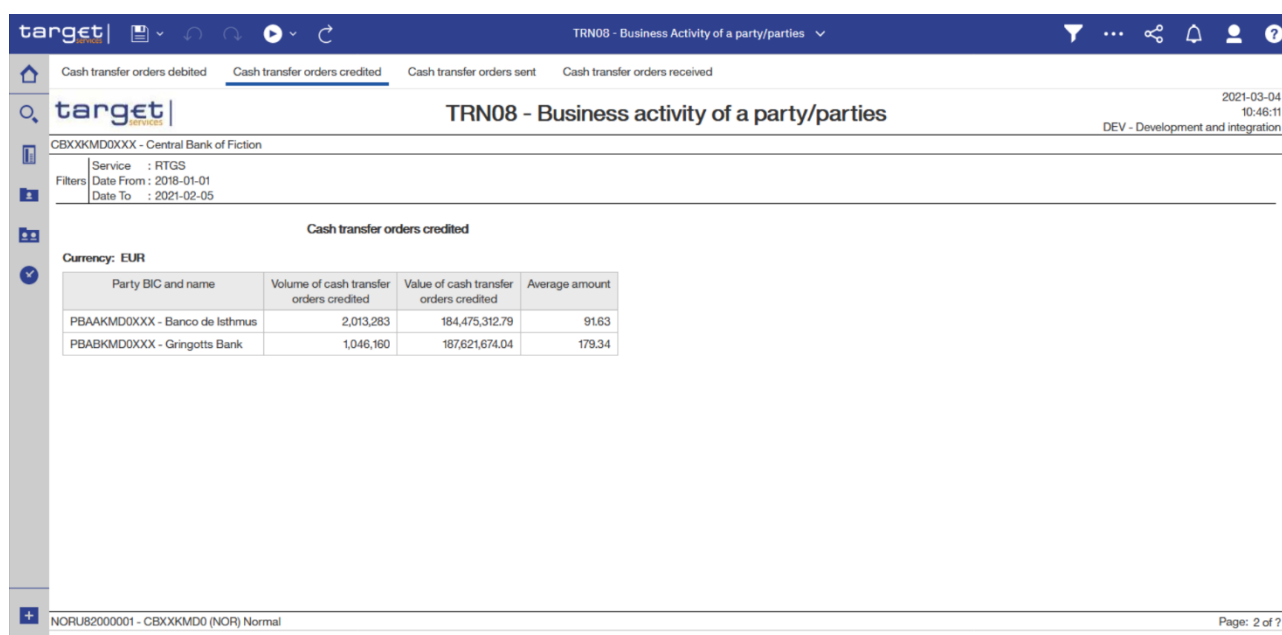 target| TRN08 - Business Activity of a party/parties
services
Cash transfer orders debited Cash transfer orders credited Cash transfer orders sent Cash transfer orders received
target| TRN08 - Business activity of a party/parties
services
2021-03-04
10:46:11
DEV - Development and integration
CBXXKMD0XXX - Central Bank of Fiction
Filters
Service : RTGS
Date From : 2018-01-01
Date To : 2021-02-05
Cash transfer orders credited
Currency: EUR
Party BIC and name Volume of cash transfer orders credited Value of cash transfer orders credited Average amount
PBAAKMD0XXX - Banco de Isthmus 2,013,283 184,475,312.79 91.63
PBABKMD0XXX - Gringotts Bank 1,046,160 187,621,674.04 179.34
NORU82000001 - CBXXKMD0 (NOR) Normal Page: 2 of ?